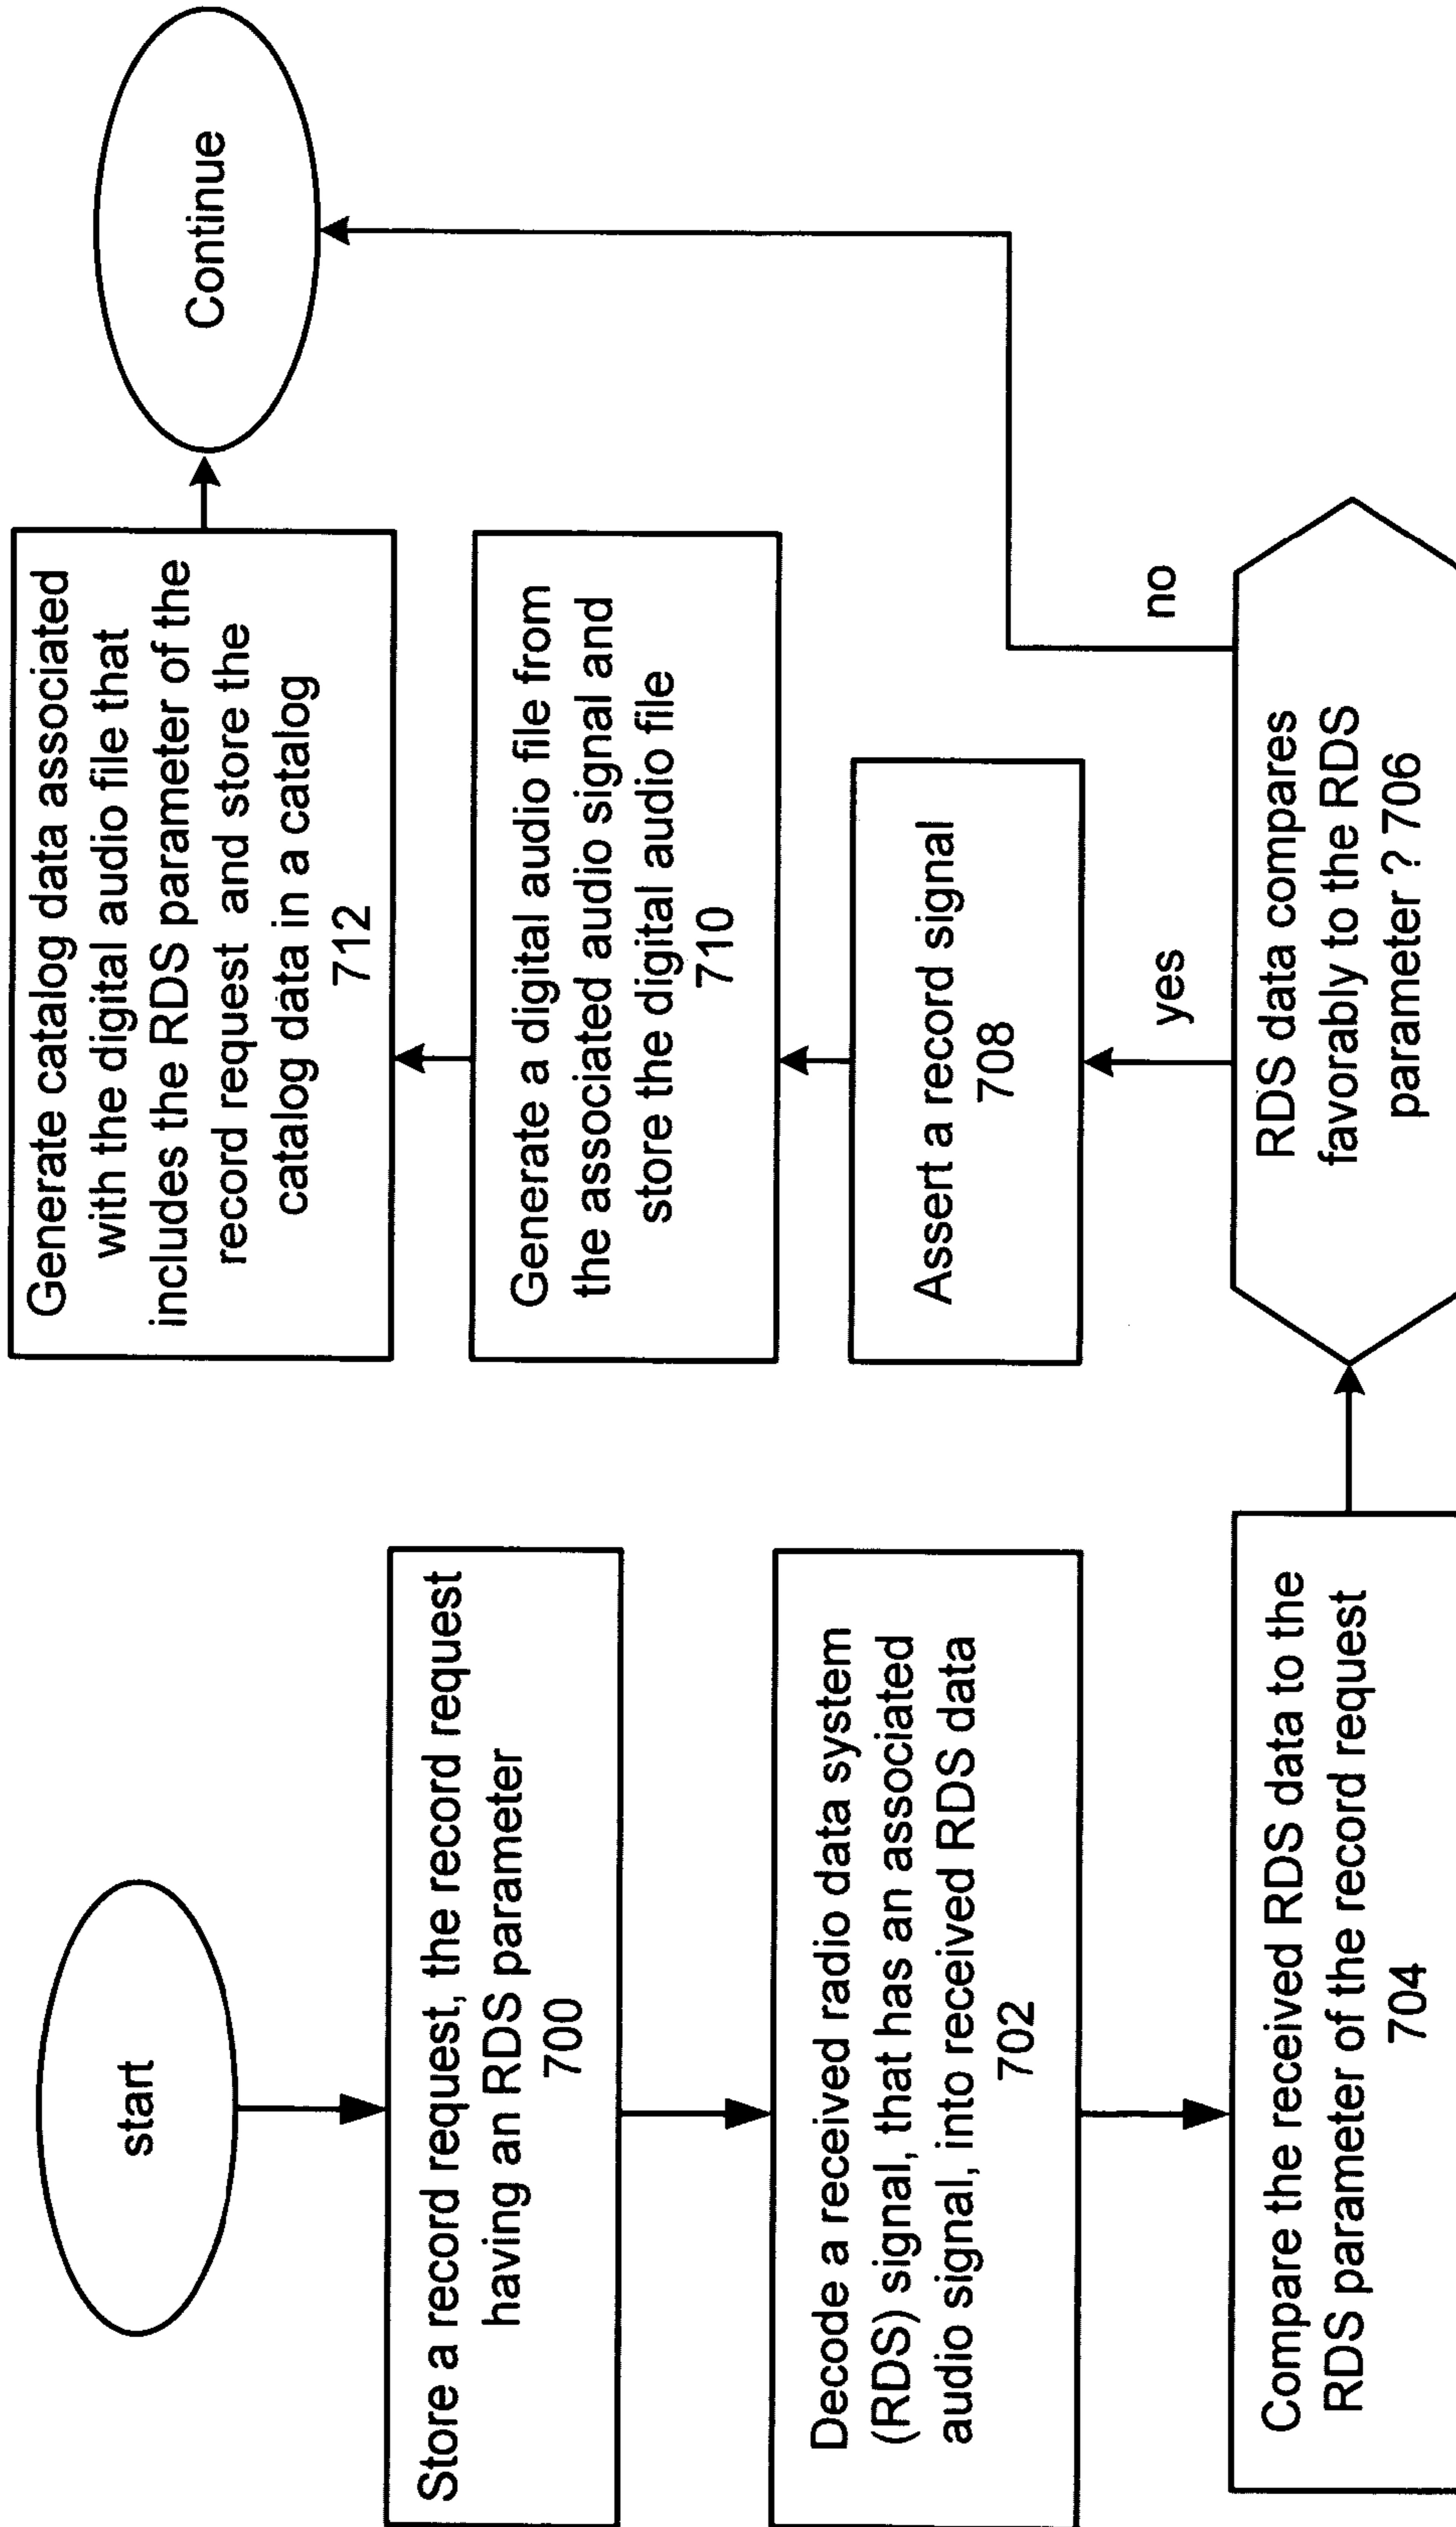 start
Store a record request, the record request
having an RDS parameter
700
Decode a received radio data system
(RDS) signal, that has an associated
audio signal, into received RDS data
702
Compare the received RDS data to the
RDS parameter of the record request
704
RDS data compares
favorably to the RDS
parameter ? 706
yes
no
Assert a record signal
708
Generate a digital audio file from
the associated audio signal and
store the digital audio file
710
Generate catalog data associated
with the digital audio file that
includes the RDS parameter of the
record request and store the
catalog data in a catalog
712
Continue